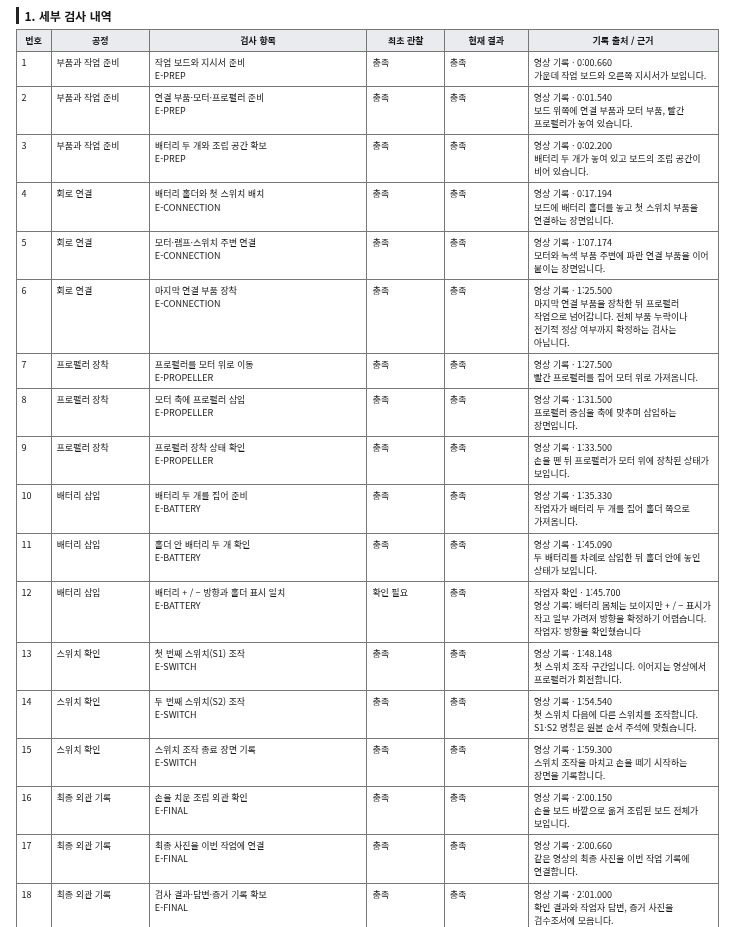 1. 세부 검사 내역
번호 공정 검사 항목 최초 관찰 현재 결과 기록 출처 / 근거
1 부품과 작업 준비 작업 보드와 지시서 준비 충족 충족 영상 기록 · 0:00.660
E-PREP 가운데 작업 보드와 오른쪽 지시서가 보입니다.
2 부품과 작업 준비 연결 부품·모터·프로펠러 준비 충족 충족 영상 기록 · 0:01.540
E-PREP 보드 위쪽에 연결 부품과 모터 부품, 빨간
프로펠러가 놓여 있습니다.
3 부품과 작업 준비 배터리 두 개와 조립 공간 확보 충족 충족 영상 기록 · 0:02.200
E-PREP 배터리 두 개가 놓여 있고 보드의 조립 공간이
비어 있습니다.
4 회로 연결 배터리 홀더와 첫 스위치 배치 충족 충족 영상 기록 · 0:17.194
E-CONNECTION 보드에 배터리 홀더를 놓고 첫 스위치 부품을
연결하는 장면입니다.
5 회로 연결 모터·램프·스위치 주변 연결 충족 충족 영상 기록 · 1:07.174
E-CONNECTION 모터와 녹색 부품 주변에 파란 연결 부품을 이어
붙이는 장면입니다.
6 회로 연결 마지막 연결 부품 장착 충족 충족 영상 기록 · 1:25.500
E-CONNECTION 마지막 연결 부품을 장착한 뒤 프로펠러
작업으로 넘어갑니다. 전체 부품 누락이나
전기적 정상 여부까지 확정하는 검사는
아닙니다.
7 프로펠러 장착 프로펠러를 모터 위로 이동 충족 충족 영상 기록 · 1:27.500
E-PROPELLER 빨간 프로펠러를 집어 모터 위로 가져옵니다.
8 프로펠러 장착 모터 축에 프로펠러 삽입 충족 충족 영상 기록 · 1:31.500
E-PROPELLER 프로펠러 중심을 축에 맞추며 삽입하는
장면입니다.
9 프로펠러 장착 프로펠러 장착 상태 확인 충족 충족 영상 기록 · 1:33.500
E-PROPELLER 손을 뗀 뒤 프로펠러가 모터 위에 장착된 상태가
보입니다.
10 배터리 삽입 배터리 두 개를 집어 준비 충족 충족 영상 기록 · 1:35.330
E-BATTERY 작업자가 배터리 두 개를 집어 홀더 쪽으로
가져옵니다.
11 배터리 삽입 홀더 안 배터리 두 개 확인 충족 충족 영상 기록 · 1:45.090
E-BATTERY 두 배터리를 차례로 삽입한 뒤 홀더 안에 놓인
상태가 보입니다.
12 배터리 삽입 배터리 + / − 방향과 홀더 표시 일치 확인 필요 충족 작업자 확인 · 1:45.700
E-BATTERY 영상 기록: 배터리 몸체는 보이지만 + / − 표시가
작고 일부 가려져 방향을 확정하기 어렵습니다.
작업자: 방향을 확인했습니다
13 스위치 확인 첫 번째 스위치(S1) 조작 충족 충족 영상 기록 · 1:48.148
E-SWITCH 첫 스위치 조작 구간입니다. 이어지는 영상에서
프로펠러가 회전합니다.
14 스위치 확인 두 번째 스위치(S2) 조작 충족 충족 영상 기록 · 1:54.540
E-SWITCH 첫 스위치 다음에 다른 스위치를 조작합니다.
S1·S2 명칭은 원본 순서 주석에 맞췄습니다.
15 스위치 확인 스위치 조작 종료 장면 기록 충족 충족 영상 기록 · 1:59.300
E-SWITCH 스위치 조작을 마치고 손을 떼기 시작하는
장면을 기록합니다.
16 최종 외관 기록 손을 치운 조립 외관 확인 충족 충족 영상 기록 · 2:00.150
E-FINAL 손을 보드 바깥으로 옮겨 조립된 보드 전체가
보입니다.
17 최종 외관 기록 최종 사진을 이번 작업에 연결 충족 충족 영상 기록 · 2:00.660
E-FINAL 같은 영상의 최종 사진을 이번 작업 기록에
연결합니다.
18 최종 외관 기록 검사 결과·답변·증거 기록 확보 충족 충족 영상 기록 · 2:01.000
E-FINAL 확인 결과와 작업자 답변, 증거 사진을
검수조서에 모읍니다.